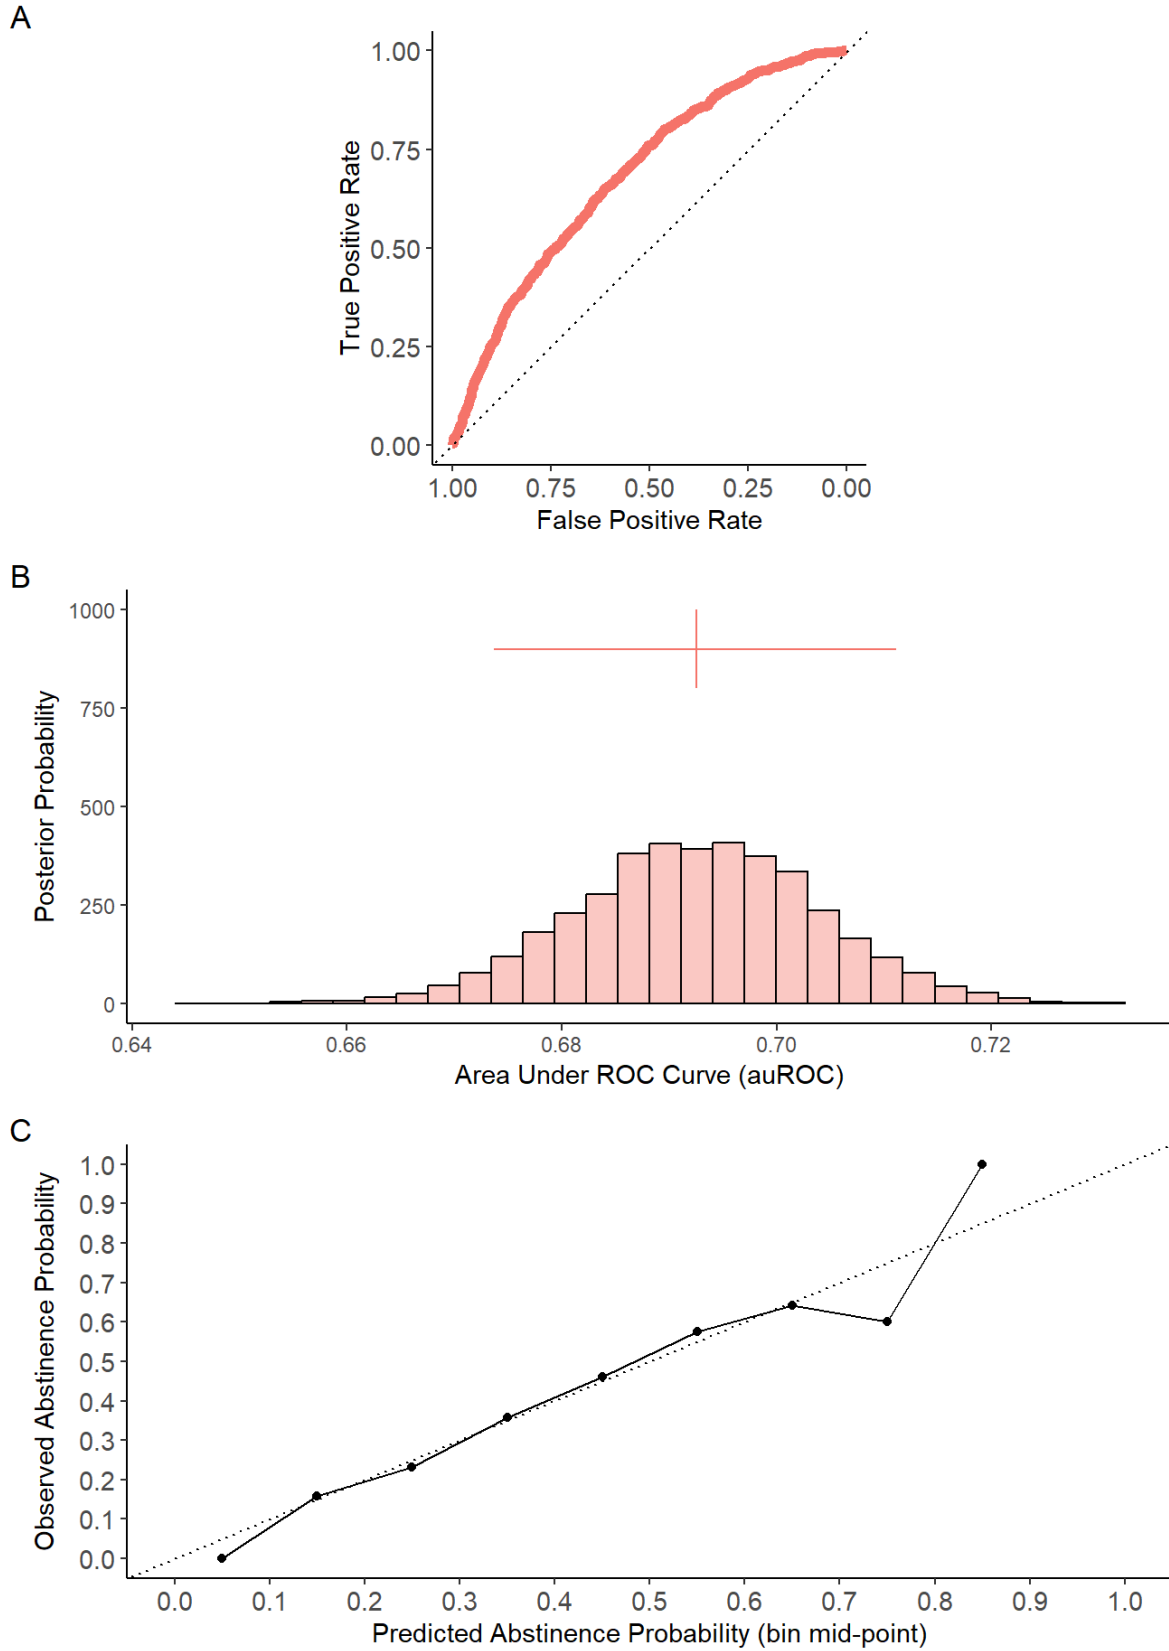 A
1.00
0.75
0.50
0.25
0.00
True Positive Rate
1.00 0.75 0.50 0.25 0.00
False Positive Rate
B
1000
750
500
250
0
Posterior Probability
0.64 0.66 0.68 0.70 0.72
Area Under ROC Curve (auROC)
C
1.0
0.9
0.8
0.7
0.6
0.5
0.4
0.3
0.2
0.1
0.0
Observed Abstinence Probability
0.0 0.1 0.2 0.3 0.4 0.5 0.6 0.7 0.8 0.9 1.0
Predicted Abstinence Probability (bin mid-point)